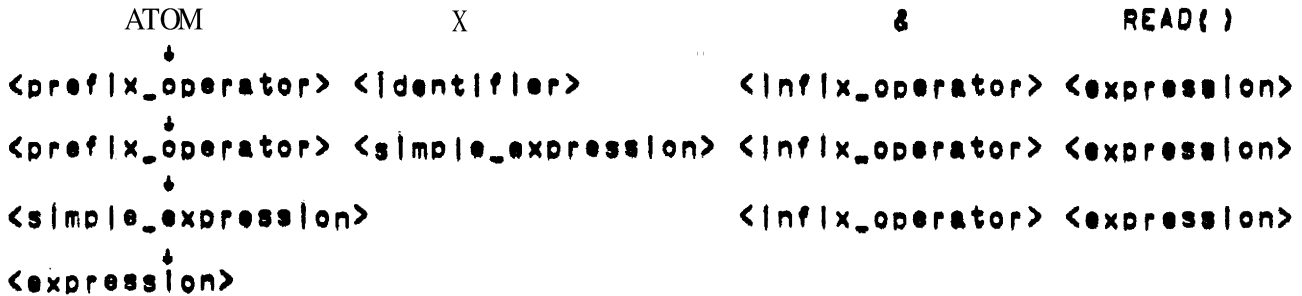 ATOM X & READ()
<prefix_operator> <identifier> <infix_operator> <expression>
<prefix_operator> <simple_expression> <infix_operator> <expression>
<simple_expression> <infix_operator> <expression>
<expression>